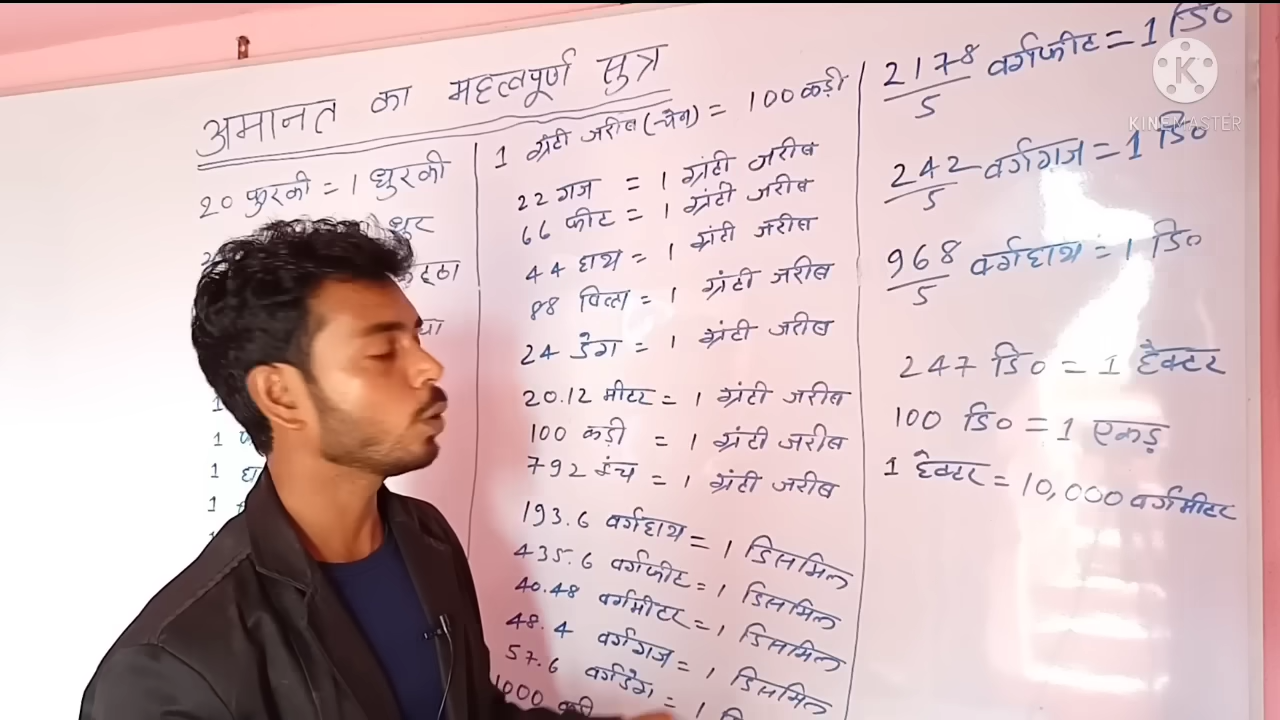 अमानत का महत्वपूर्ण सुत्र
20 फुरकी = 1 धुरकी
धुर
1
1
1
1
1 ग्रंटी जरीब (चेन) = 100 कड़ी
22 गज = 1 ग्रंटी जरीब
66 फीट = 1 ग्रंटी जरीब
44 हाथ = 1 ग्रंटी जरीब
88 वित्ता = 1 ग्रंटी जरीब
24 डेग = 1 ग्रंटी जरीब
20.12 मीटर = 1 ग्रंटी जरीब
100 कड़ी = 1 ग्रंटी जरीब
792 इंच = 1 ग्रंटी जरीब
193.6 वर्गहाथ = 1 डिसमिल
435.6 वर्गफीट = 1 डिसमिल
40.48 वर्गमीटर = 1 डिसमिल
48.4 वर्गगज = 1 डिसमिल
57.6 वर्गडेग = 1 डिसमिल
1000
2178/5 वर्गफीट = 1 डि०
242/5 वर्गगज = 1 डि०
968/5 वर्गहाथ = 1 डि०
247 डि० = 1 हेक्टर
100 डि० = 1 एकड़
1 हेक्टर = 10,000 वर्गमीटर
K
KINEMASTER